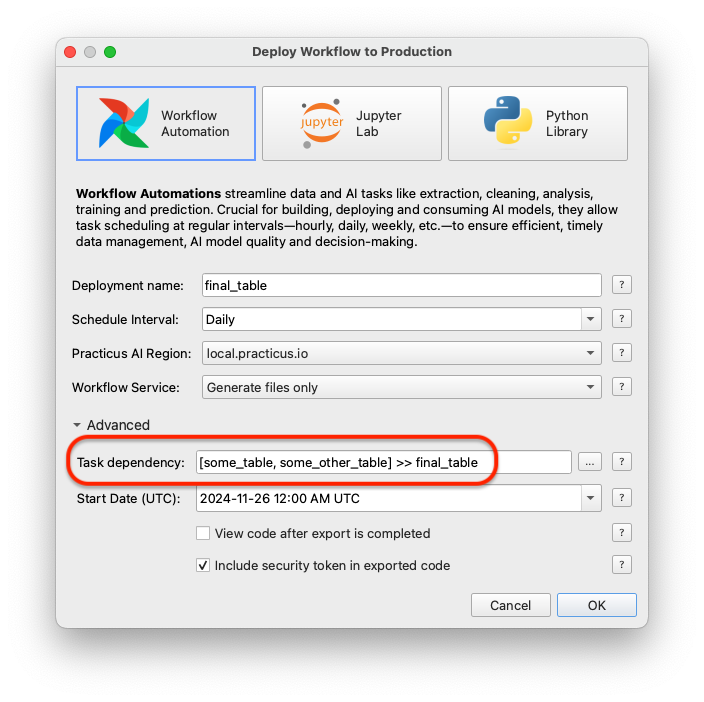 Deploy Workflow to Production
Workflow
Automation
jupyter
Jupyter
Lab
Python
Library
Workflow Automations streamline data and AI tasks like extraction, cleaning, analysis,
training and prediction. Crucial for building, deploying and consuming AI models, they allow
task scheduling at regular intervals—hourly, daily, weekly, etc.—to ensure efficient, timely
data management, AI model quality and decision-making.
Deployment name: final_table ?
Schedule Interval: Daily ?
Practicus AI Region: local.practicus.io ?
Workflow Service: Generate files only ?
Advanced
Task dependency: [some_table, some_other_table] >> final_table ... ?
Start Date (UTC): 2024-11-26 12:00 AM UTC ?
View code after export is completed ?
Include security token in exported code ?
Cancel OK